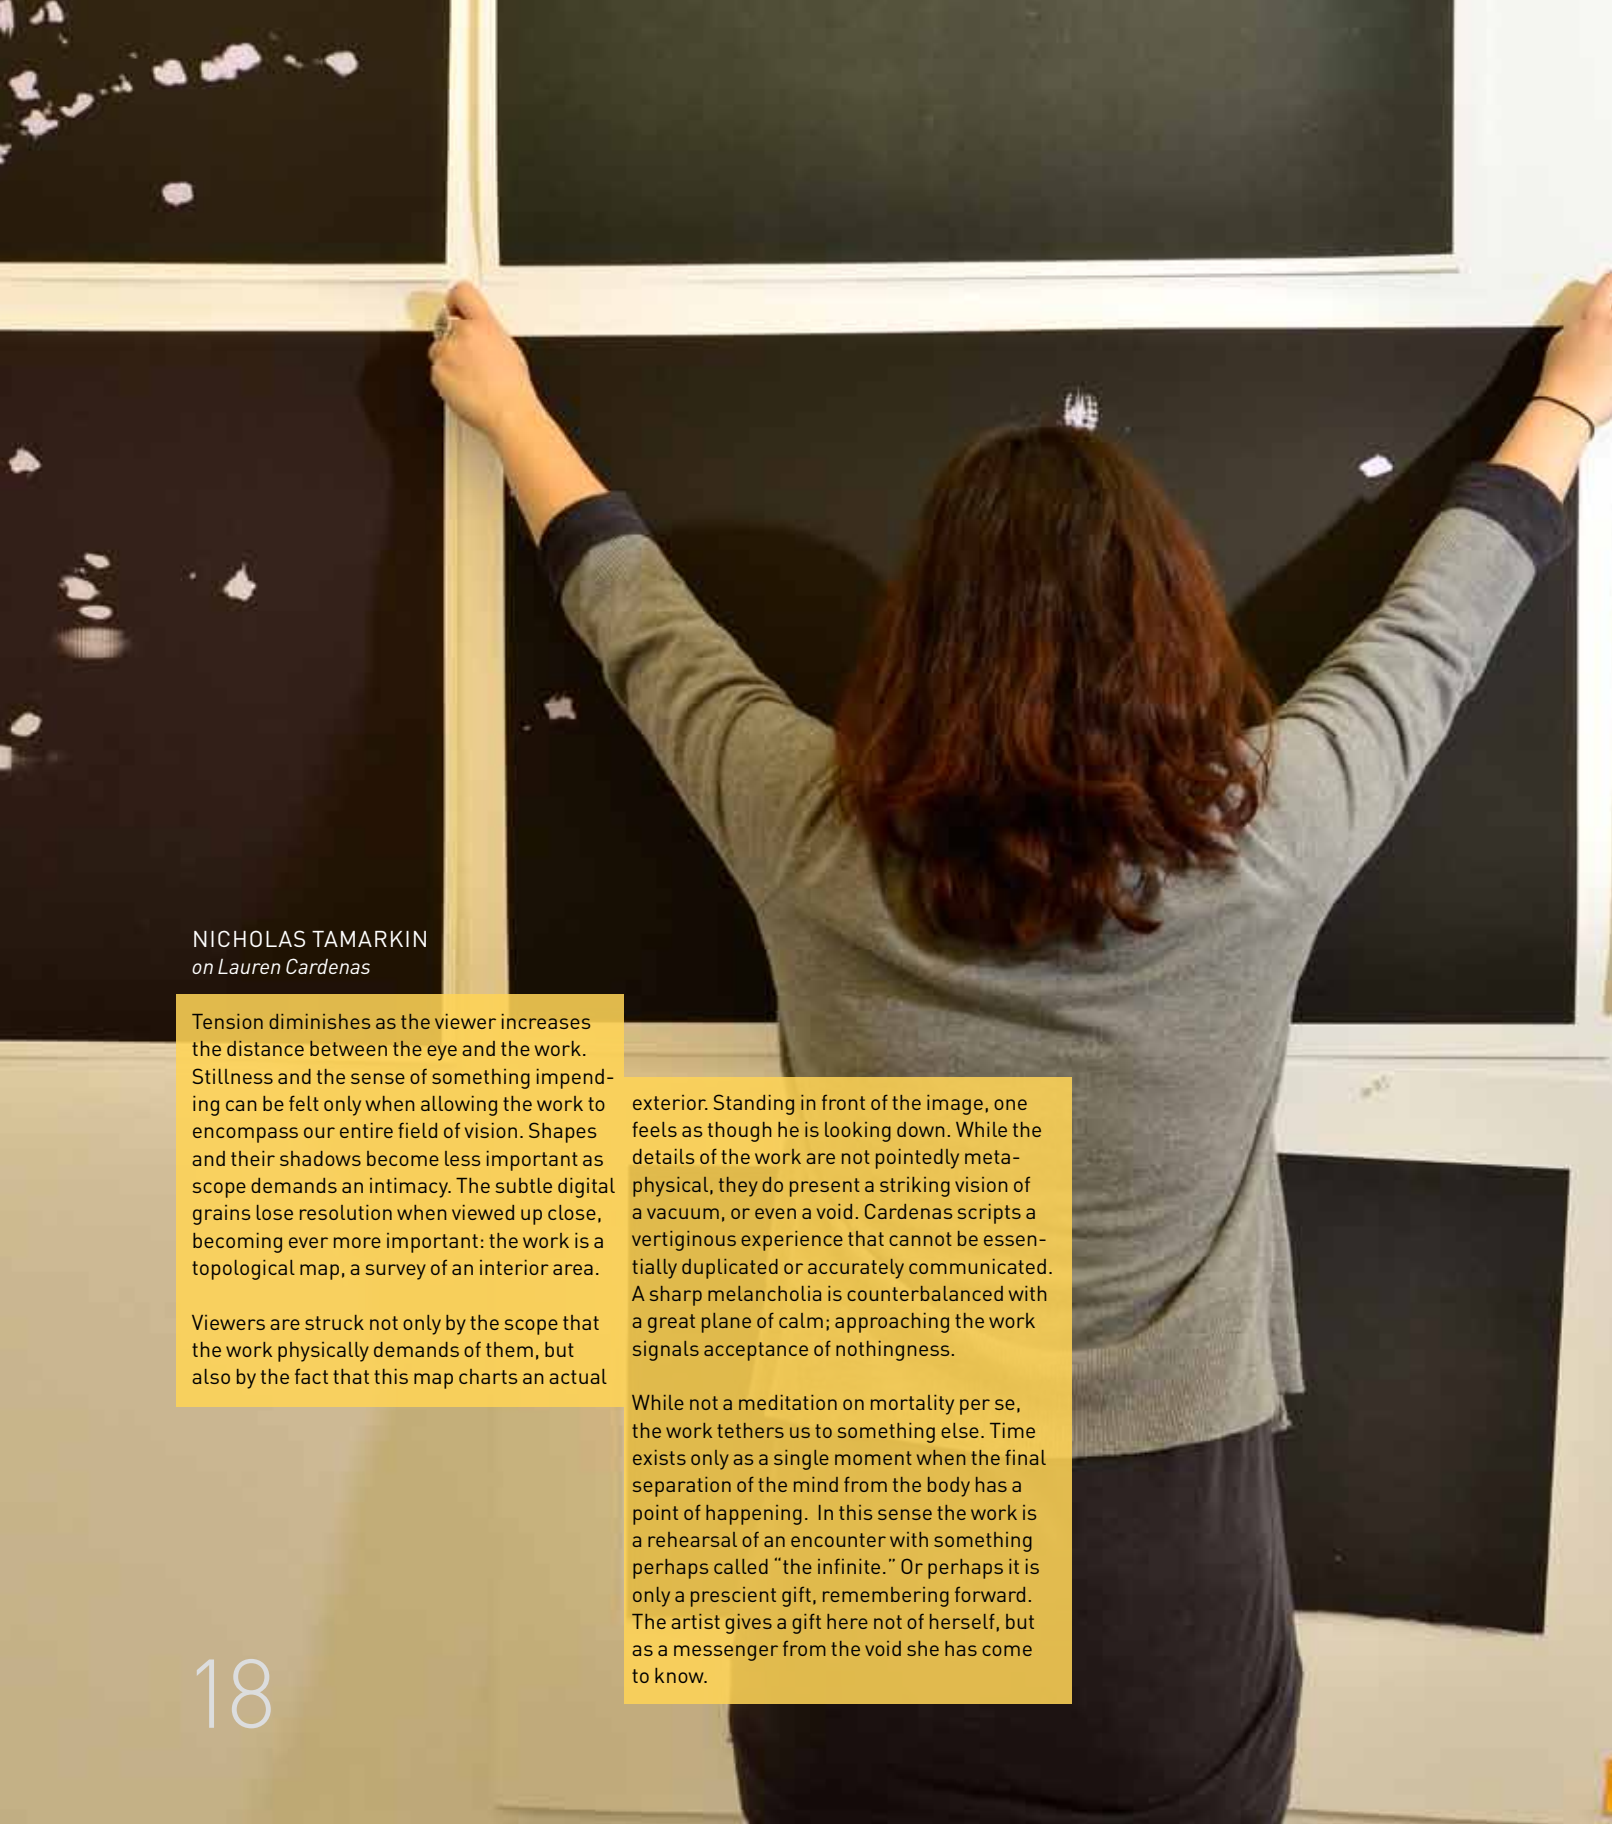 NICHOLAS TAMARKIN
on Lauren Cardenas
Tension diminishes as the viewer increases
the distance between the eye and the work.
Stillness and the sense of something impend-
ing can be felt only when allowing the work to
encompass our entire field of vision. Shapes
and their shadows become less important as
scope demands an intimacy. The subtle digital
grains lose resolution when viewed up close,
becoming ever more important: the work is a
topological map, a survey of an interior area.
Viewers are struck not only by the scope that
the work physically demands of them, but
also by the fact that this map charts an actual
exterior. Standing in front of the image, one
feels as though he is looking down. While the
details of the work are not pointedly meta-
physical, they do present a striking vision of
a vacuum, or even a void. Cardenas scripts a
vertiginous experience that cannot be essen-
tially duplicated or accurately communicated.
A sharp melancholia is counterbalanced with
a great plane of calm; approaching the work
signals acceptance of nothingness.
While not a meditation on mortality per se,
the work tethers us to something else. Time
exists only as a single moment when the final
separation of the mind from the body has a
point of happening.  In this sense the work is
a rehearsal of an encounter with something
perhaps called “the infinite.” Or perhaps it is
only a prescient gift, remembering forward.
The artist gives a gift here not of herself, but
as a messenger from the void she has come
to know.
18